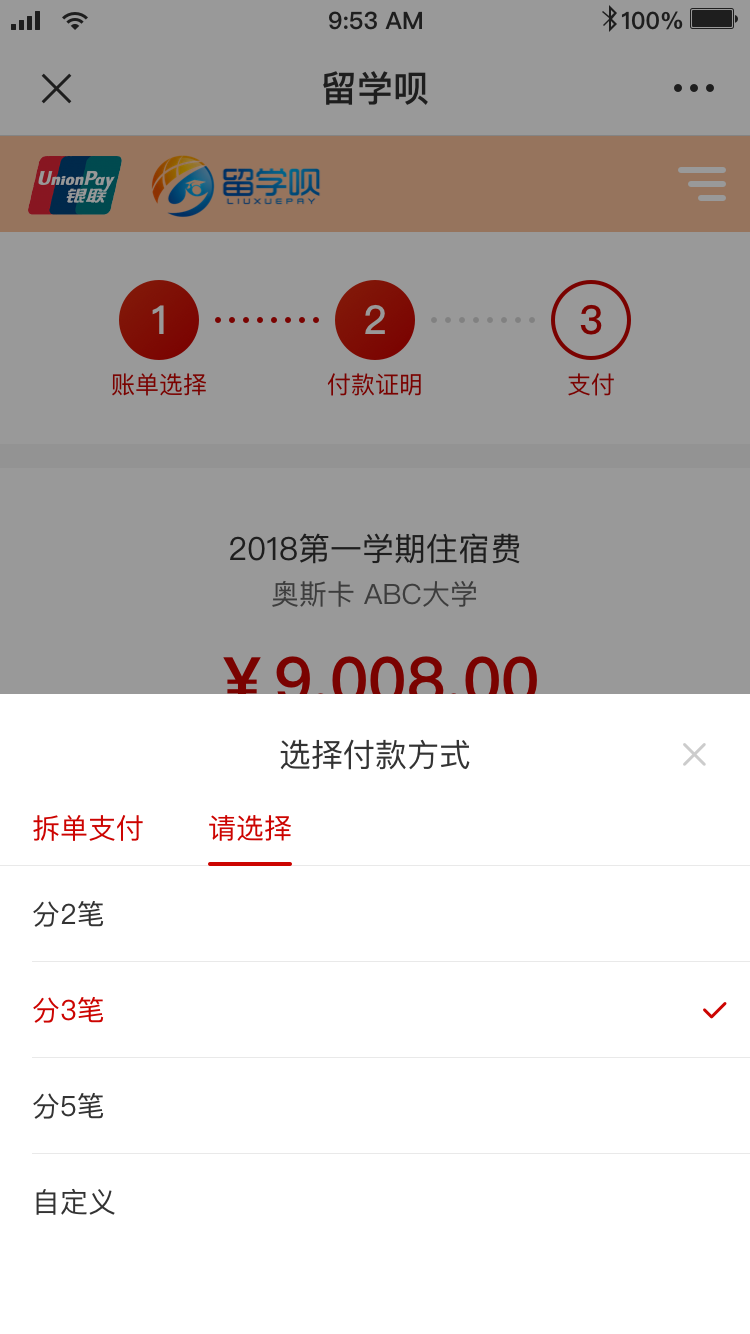 9:53 AM
100%
留学呗
UnionPay
银联
留学呗
LIUXUEPAY
1
2
3
账单选择
付款证明
支付
2018第一学期住宿费
奥斯卡 ABC大学
¥9,008.00
选择付款方式
拆单支付
请选择
分2笔
分3笔
分5笔
自定义